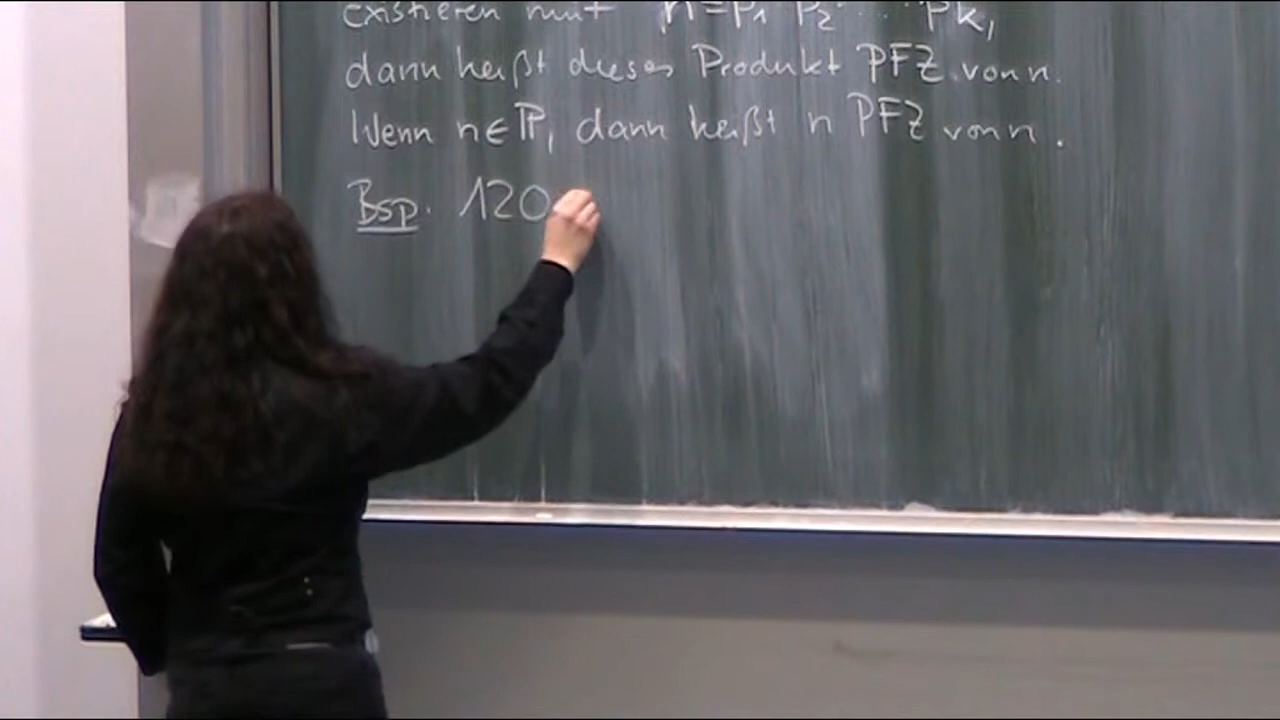 existieren mit n = p₁ · p₂ · ... · pₖ,
dann heißt dieses Produkt PFZ von n.
Wenn n ∈ ℙ, dann heißt n PFZ von n.
Bsp. 120